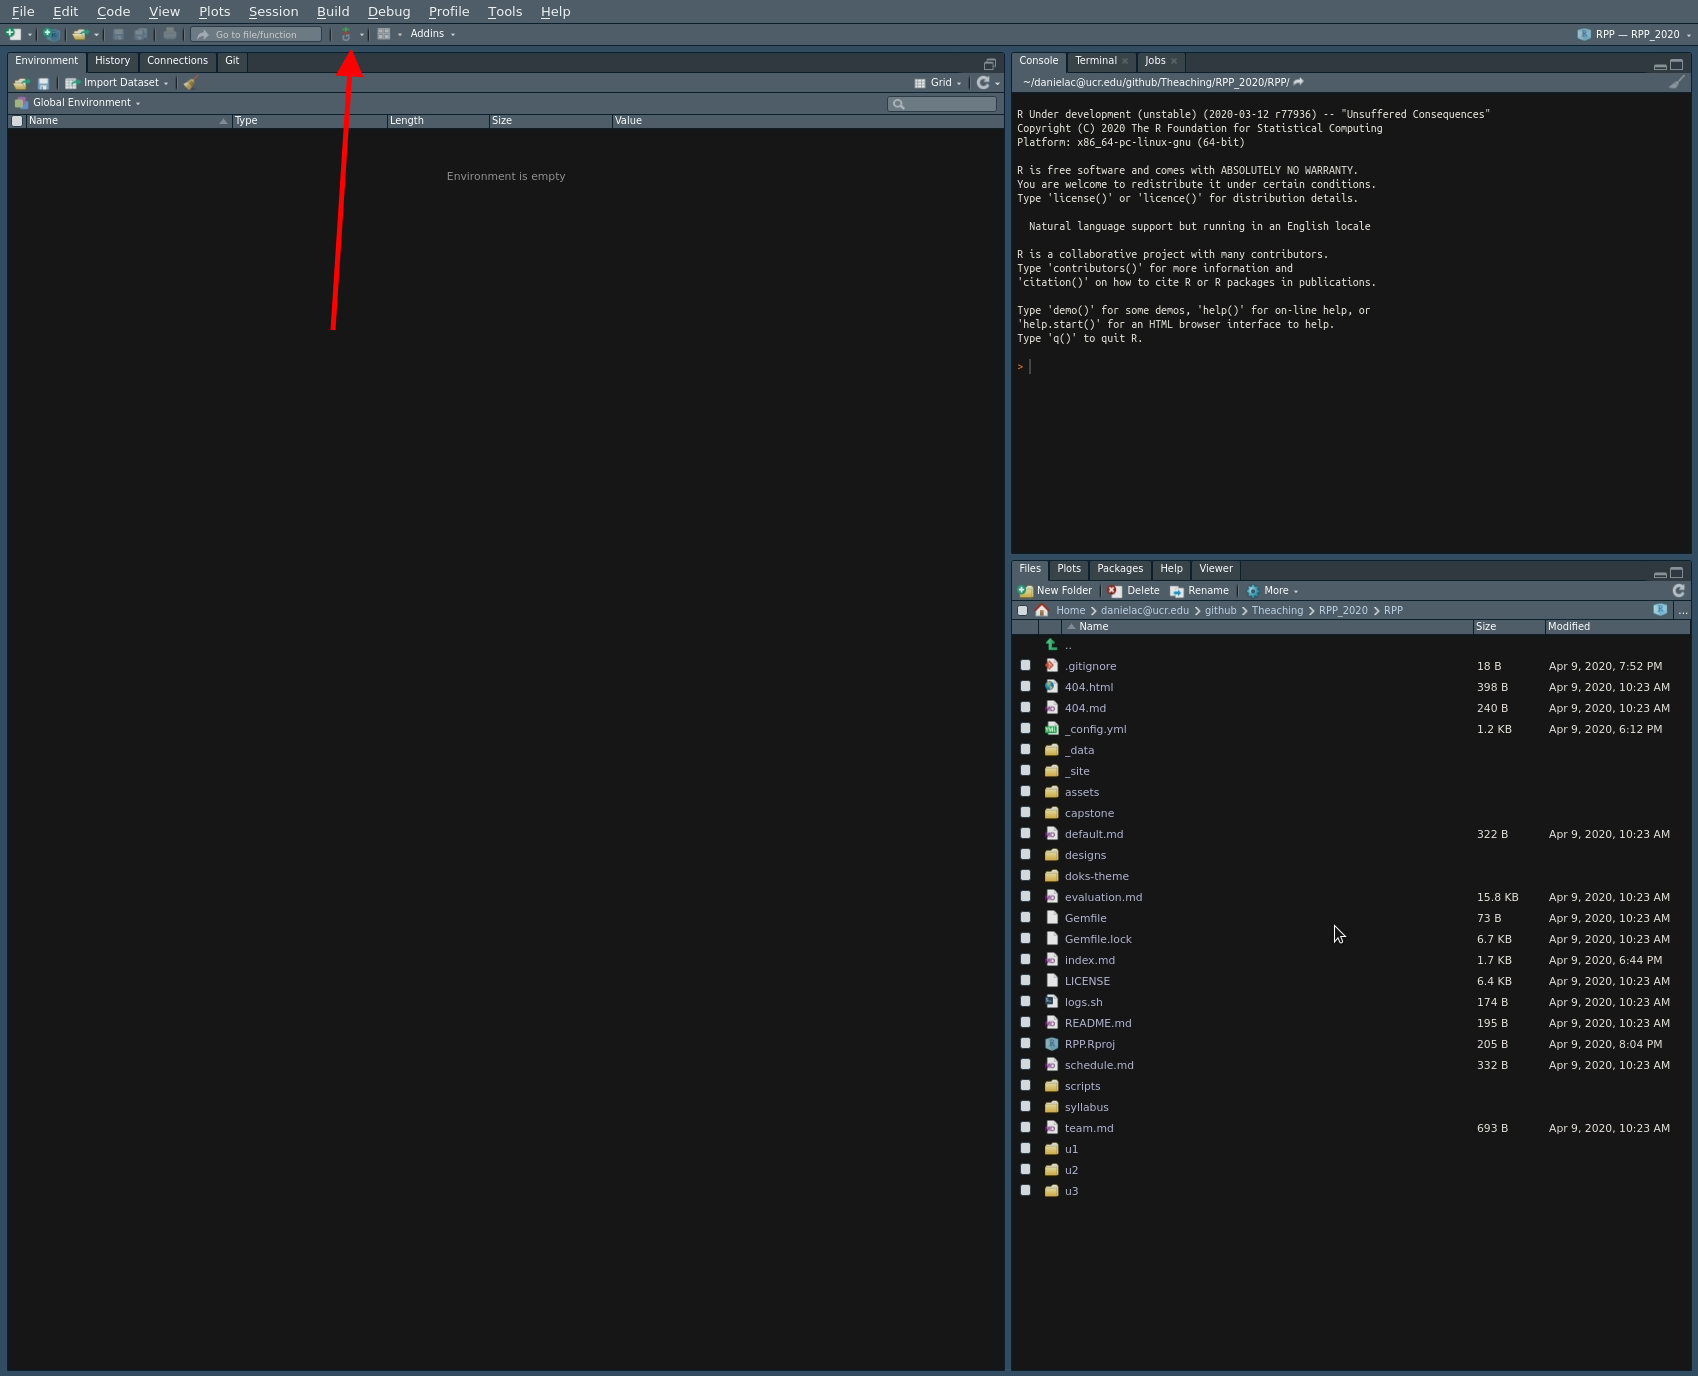 File Edit Code View Plots Session Build Debug Profile Tools Help
Go to file/function Addins RPP — RPP_2020
Environment History Connections Git
Import Dataset Grid
Global Environment
Name Type Length Size Value
Environment is empty
Console Terminal Jobs
~/danielac@ucr.edu/github/Theaching/RPP_2020/RPP/
R Under development (unstable) (2020-03-12 r77936) -- "Unsuffered Consequences"
Copyright (C) 2020 The R Foundation for Statistical Computing
Platform: x86_64-pc-linux-gnu (64-bit)
R is free software and comes with ABSOLUTELY NO WARRANTY.
You are welcome to redistribute it under certain conditions.
Type 'license()' or 'licence()' for distribution details.
Natural language support but running in an English locale
R is a collaborative project with many contributors.
Type 'contributors()' for more information and
'citation()' on how to cite R or R packages in publications.
Type 'demo()' for some demos, 'help()' for on-line help, or
'help.start()' for an HTML browser interface to help.
Type 'q()' to quit R.
>
Files Plots Packages Help Viewer
New Folder Delete Rename More
Home danielac@ucr.edu github Theaching RPP_2020 RPP ...
Name Size Modified
..
.gitignore 18 B Apr 9, 2020, 7:52 PM
404.html 398 B Apr 9, 2020, 10:23 AM
404.md 240 B Apr 9, 2020, 10:23 AM
_config.yml 1.2 KB Apr 9, 2020, 6:12 PM
_data
_site
assets
capstone
default.md 322 B Apr 9, 2020, 10:23 AM
designs
doks-theme
evaluation.md 15.8 KB Apr 9, 2020, 10:23 AM
Gemfile 73 B Apr 9, 2020, 10:23 AM
Gemfile.lock 6.7 KB Apr 9, 2020, 10:23 AM
index.md 1.7 KB Apr 9, 2020, 6:44 PM
LICENSE 6.4 KB Apr 9, 2020, 10:23 AM
logs.sh 174 B Apr 9, 2020, 10:23 AM
README.md 195 B Apr 9, 2020, 10:23 AM
RPP.Rproj 205 B Apr 9, 2020, 8:04 PM
schedule.md 332 B Apr 9, 2020, 10:23 AM
scripts
syllabus
team.md 693 B Apr 9, 2020, 10:23 AM
u1
u2
u3